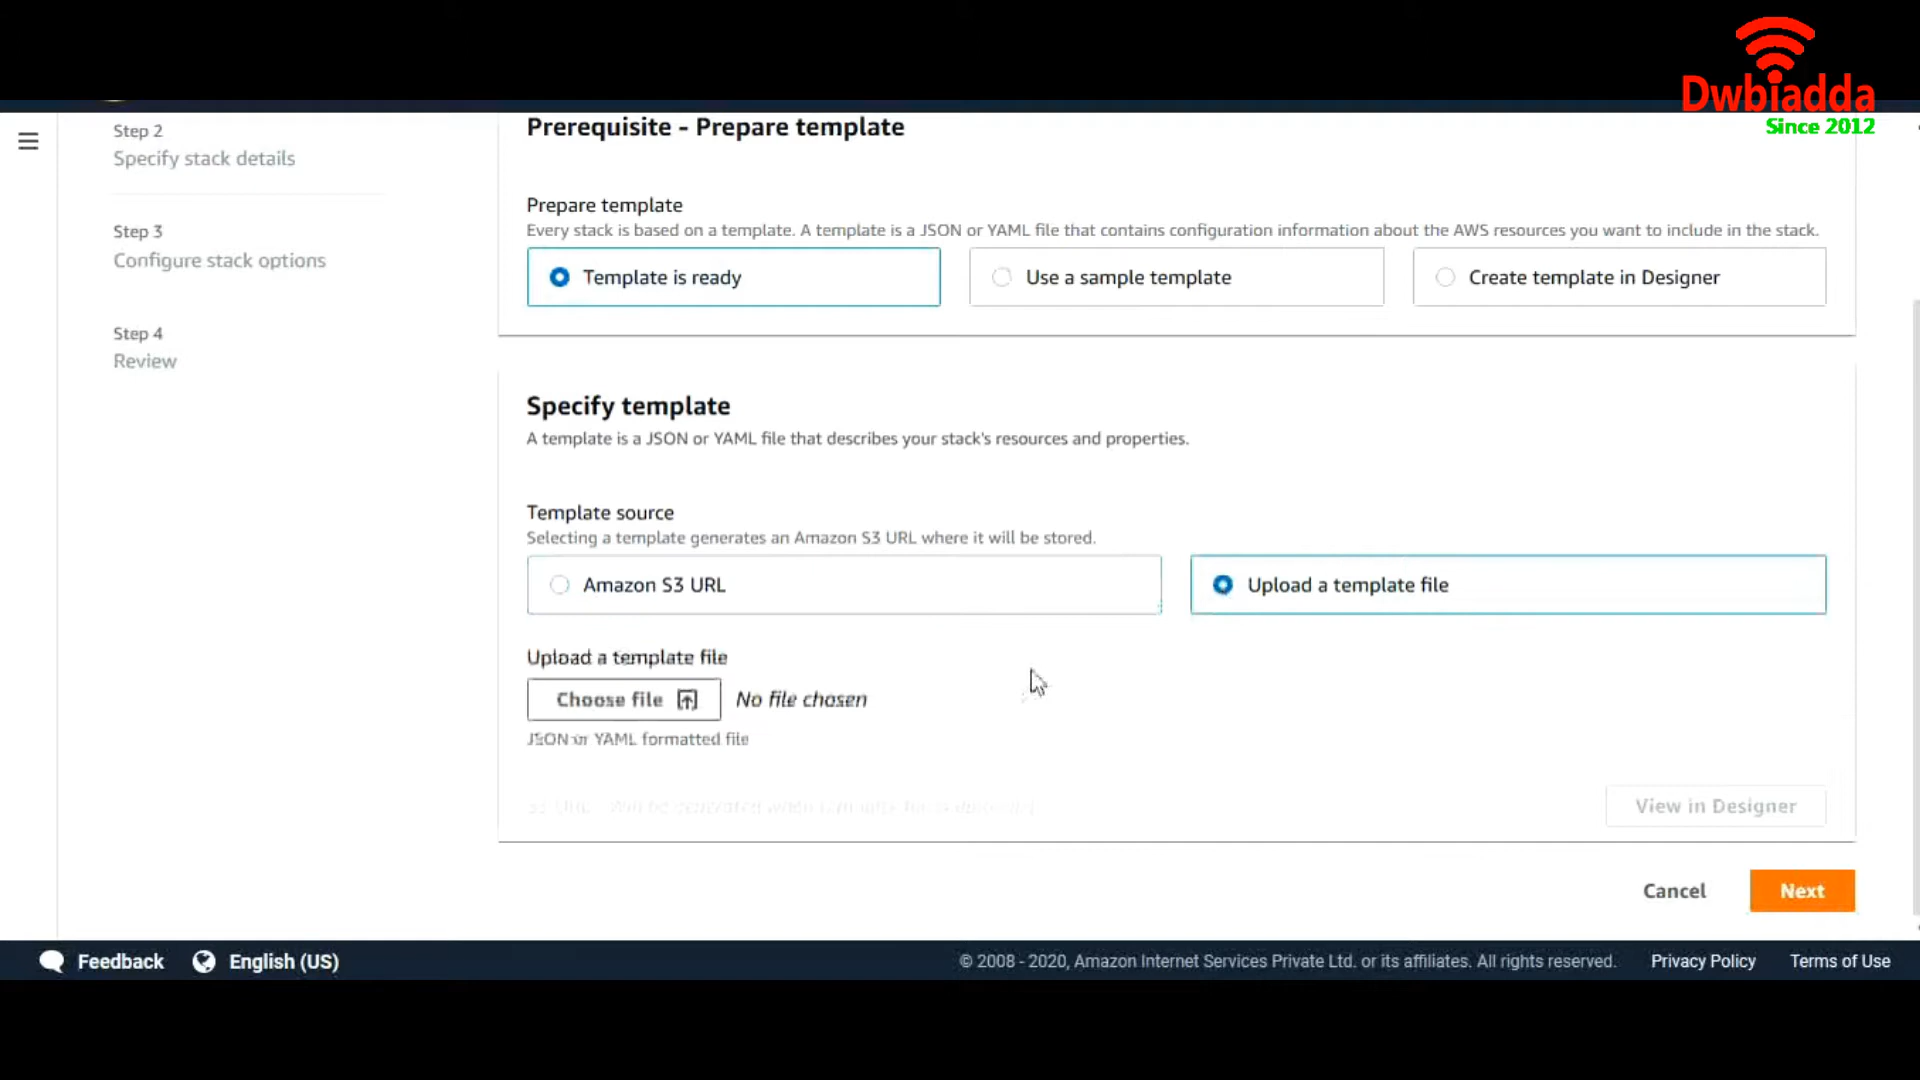 Dwbiadda
Since 2012
Step 2
Specify stack details
Step 3
Configure stack options
Step 4
Review
Prerequisite - Prepare template
Prepare template
Every stack is based on a template. A template is a JSON or YAML file that contains configuration information about the AWS resources you want to include in the stack.
Template is ready
Use a sample template
Create template in Designer
Specify template
A template is a JSON or YAML file that describes your stack's resources and properties.
Template source
Selecting a template generates an Amazon S3 URL where it will be stored.
Amazon S3 URL
Upload a template file
Upload a template file
Choose file
No file chosen
JSON or YAML formatted file
S3 URL:
View in Designer
Cancel
Next
Feedback
English (US)
© 2008 - 2020, Amazon Internet Services Private Ltd. or its affiliates. All rights reserved.
Privacy Policy
Terms of Use